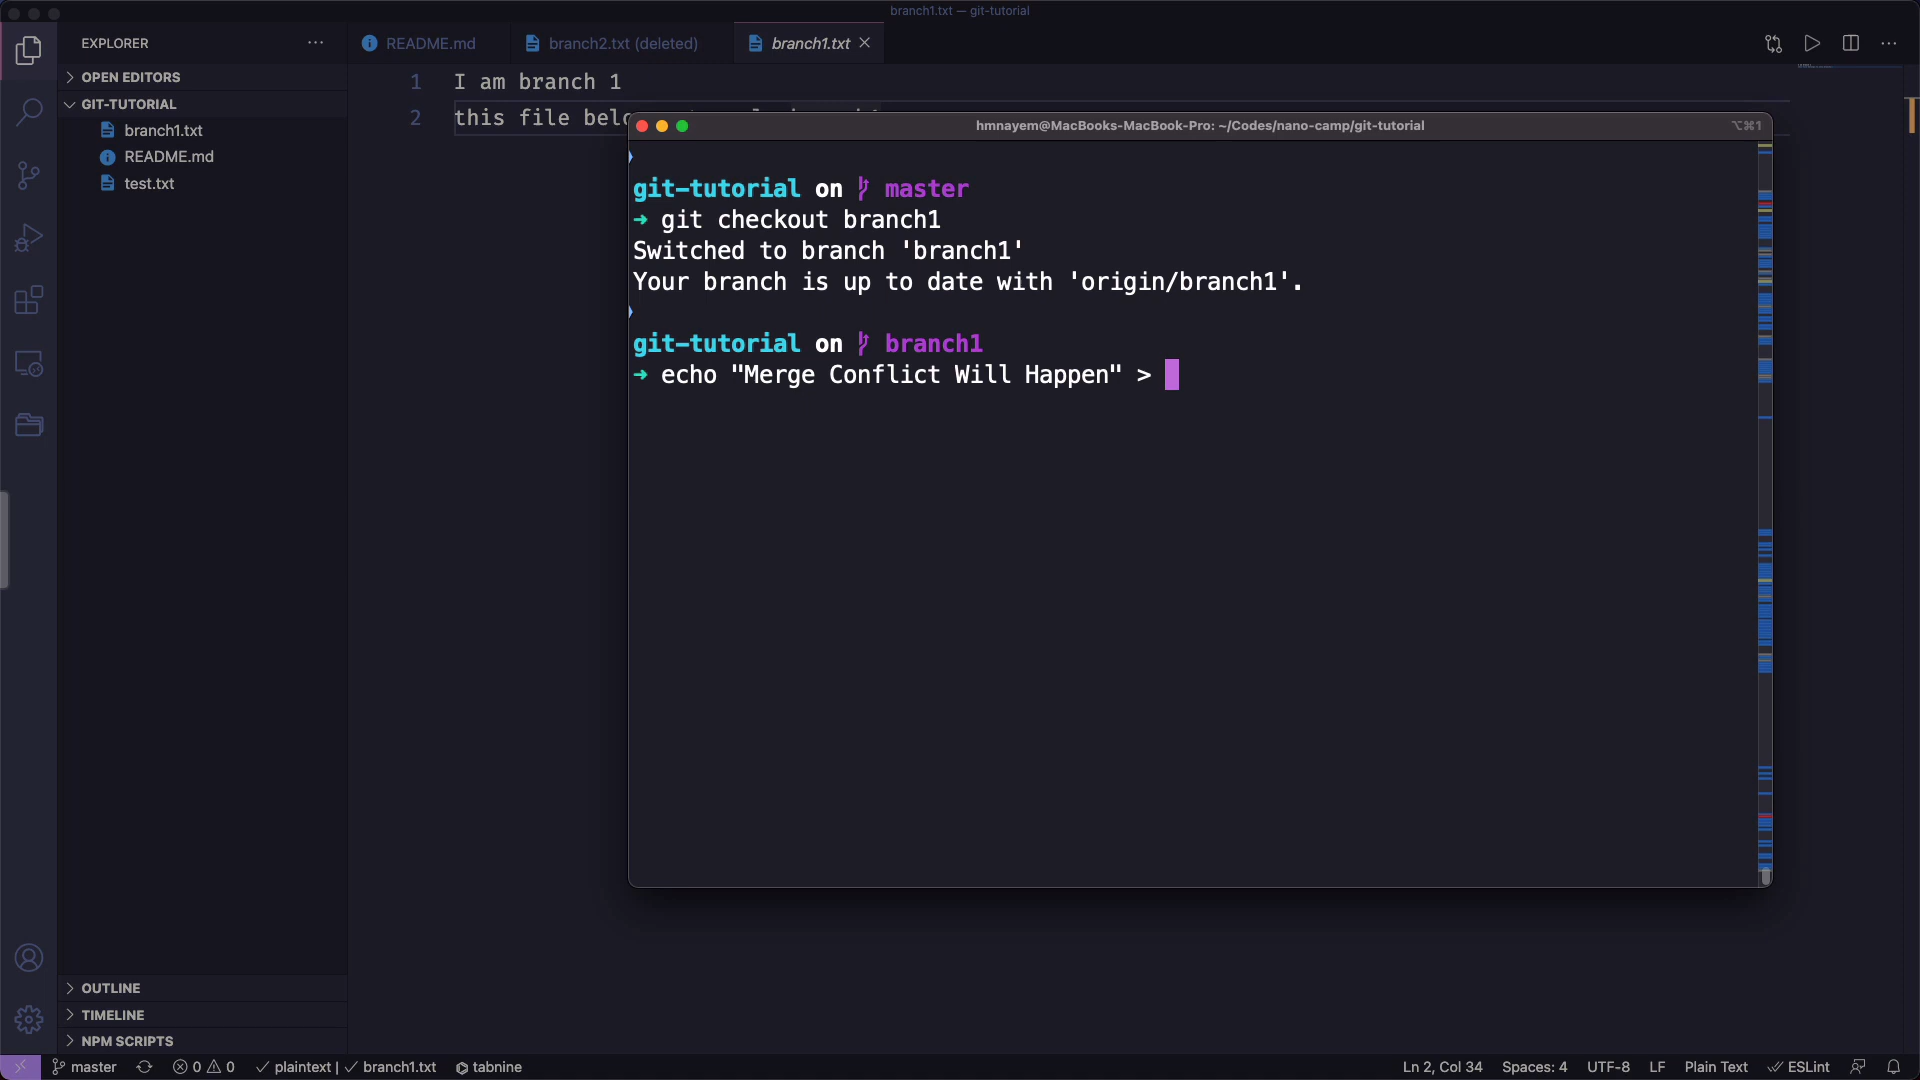 branch1.txt — git-tutorial
EXPLORER
README.md
branch2.txt (deleted)
branch1.txt
OPEN EDITORS
GIT-TUTORIAL
branch1.txt
README.md
test.txt
1 I am branch 1
2 this file
hmnayem@MacBooks-MacBook-Pro: ~/Codes/nano-camp/git-tutorial
⌥⌘1
git-tutorial on master
➜ git checkout branch1
Switched to branch 'branch1'
Your branch is up to date with 'origin/branch1'.
git-tutorial on branch1
➜ echo "Merge Conflict Will Happen" >
OUTLINE
TIMELINE
NPM SCRIPTS
master 0 0 plaintext | branch1.txt tabnine
Ln 2, Col 34 Spaces: 4 UTF-8 LF Plain Text ESLint